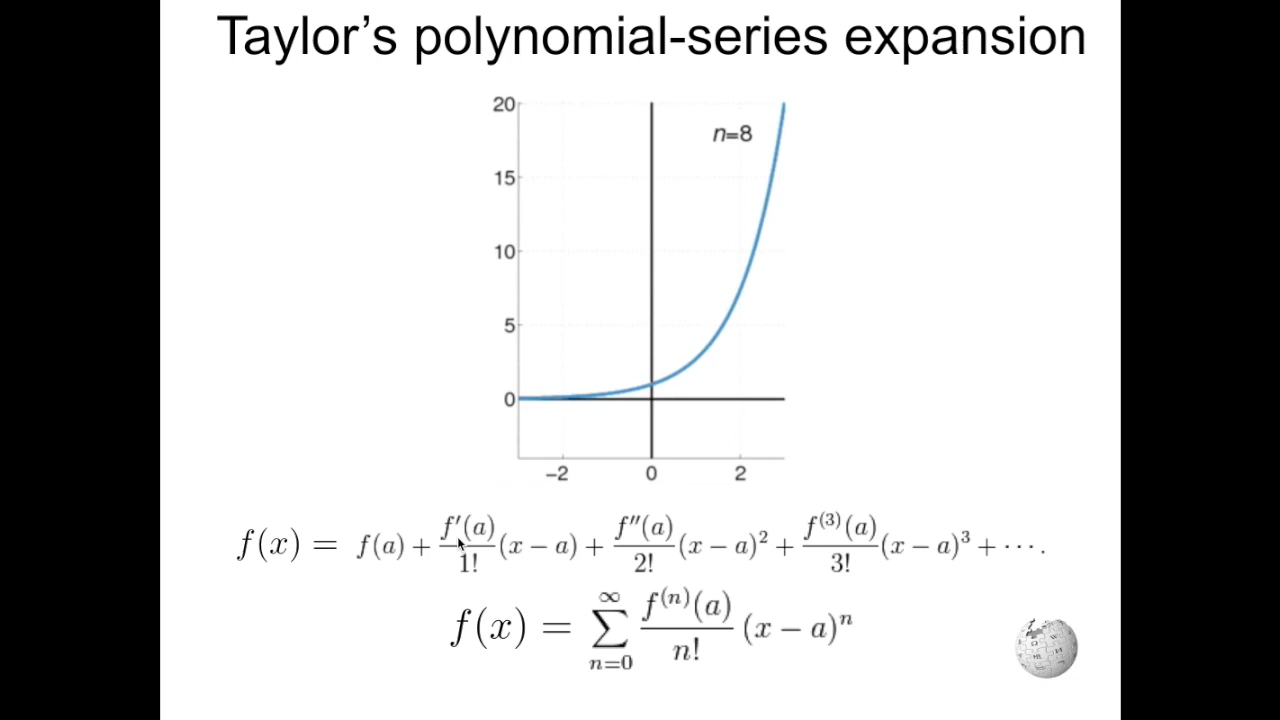 Taylor's polynomial-series expansion
20
n=8
15
10
5
0
−2 0 2
f(x) = f(a) + f′(a)/1! (x − a) + f″(a)/2! (x − a)² + f⁽³⁾(a)/3! (x − a)³ + ⋯.
f(x) = ∑_{n=0}^{∞} f⁽ⁿ⁾(a)/n! (x − a)ⁿ